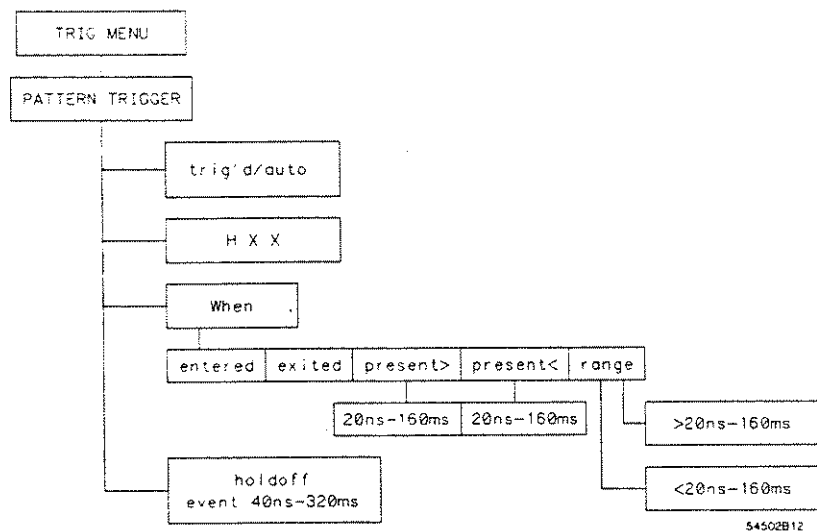 TRIG MENU
PATTERN TRIGGER
trig'd/auto
H X X
When
entered exited present> present< range
20ns-160ms 20ns-160ms
>20ns-160ms
holdoff
event 40ns-320ms
<20ns-160ms
54502B12